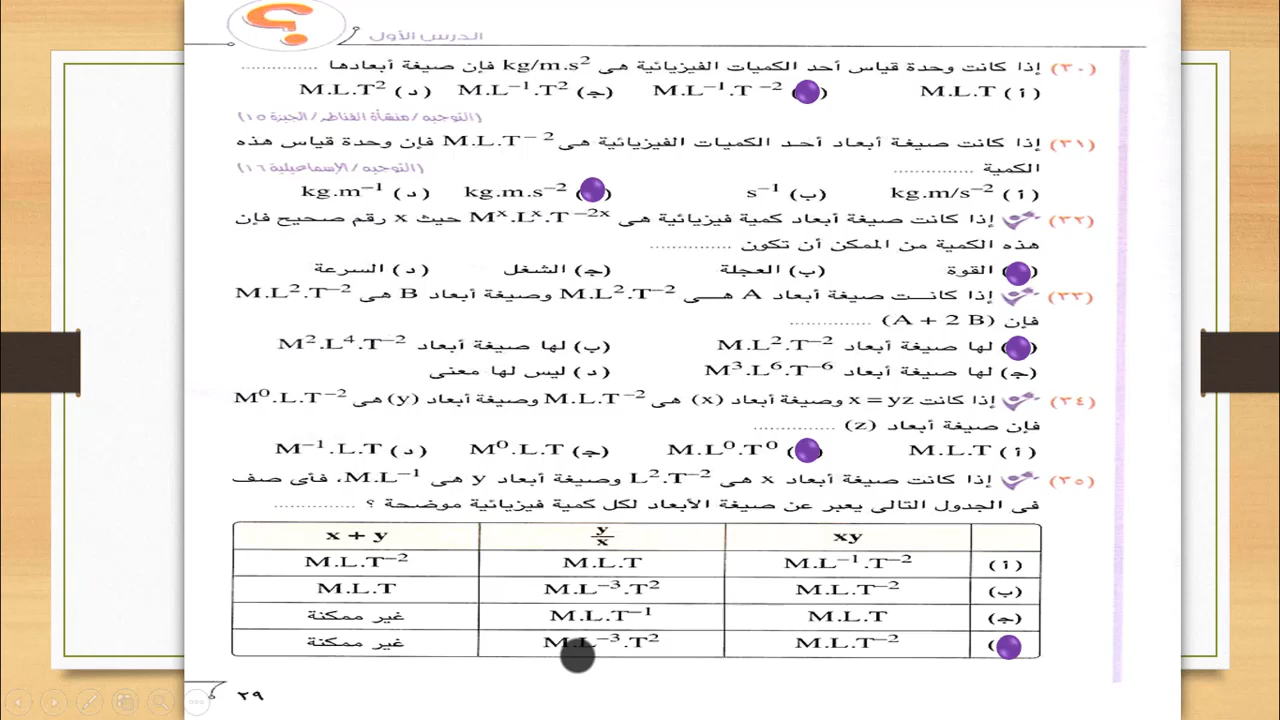 الدرس الأول
(٣٠) إذا كانت وحدة قياس أحد الكميات الفيزيائية هى kg/m.s² فإن صيغة أبعادها ..................
(أ) M.L.T ( M.L⁻¹.T⁻² (ج) M.L⁻¹.T² (د) M.L.T²
(التوجيه / منشأة القناطر / الجيزة ١٥)
(٣١) إذا كانت صيغة أبعاد أحد الكميات الفيزيائية هى M.L.T⁻² فإن وحدة قياس هذه
الكمية ..................
(التوجيه / الإسماعيلية ١٦)
(أ) kg.m/s⁻² (ب) s⁻¹ ( kg.m.s⁻² (د) kg.m⁻¹
(٣٢) إذا كانت صيغة أبعاد كمية فيزيائية هى Mˣ.Lˣ.T⁻²ˣ حيث x رقم صحيح فإن
هذه الكمية من الممكن أن تكون ..................
( القوة (ب) العجلة (ج) الشغل (د) السرعة
(٣٣) إذا كانت صيغة أبعاد A هى M.L².T⁻² وصيغة أبعاد B هى M.L².T⁻²
فإن (A + 2 B) ..................
( لها صيغة أبعاد M.L².T⁻² (ب) لها صيغة أبعاد M².L⁴.T⁻²
(ج) لها صيغة أبعاد M³.L⁶.T⁻⁶ (د) ليس لها معنى
(٣٤) إذا كانت x = yz وصيغة أبعاد (x) هى M.L.T⁻² وصيغة أبعاد (y) هى M⁰.L.T⁻²
فإن صيغة أبعاد (z) ..................
(أ) M.L.T ( M.L⁰.T⁰ (ج) M⁰.L.T (د) M⁻¹.L.T
(٣٥) إذا كانت صيغة أبعاد x هى L².T⁻² وصيغة أبعاد y هى M.L⁻¹، فأى صف
فى الجدول التالى يعبر عن صيغة الأبعاد لكل كمية فيزيائية موضحة ؟ ..................
xy y/x x + y
(أ) M.L⁻¹.T⁻² M.L.T M.L.T⁻²
(ب) M.L.T⁻² M.L⁻³.T² M.L.T
(ج) M.L.T M.L.T⁻¹ غير ممكنة
( M.L.T⁻² M.L⁻³.T² غير ممكنة
٢٩